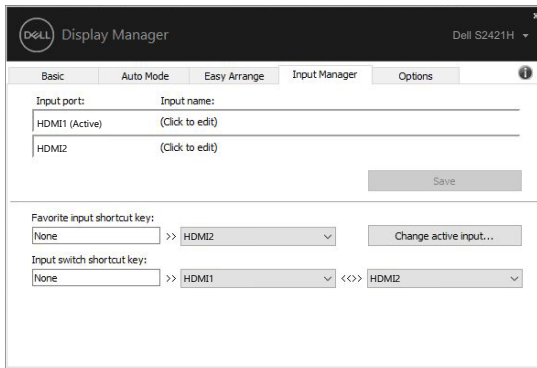 DELL Display Manager
Dell S2421H
Basic Auto Mode Easy Arrange Input Manager Options
Input port: Input name:
HDMI1 (Active) (Click to edit)
HDMI2 (Click to edit)
Save
Favorite input shortcut key:
None >> HDMI2 Change active input...
Input switch shortcut key:
None >> HDMI1 <<>> HDMI2